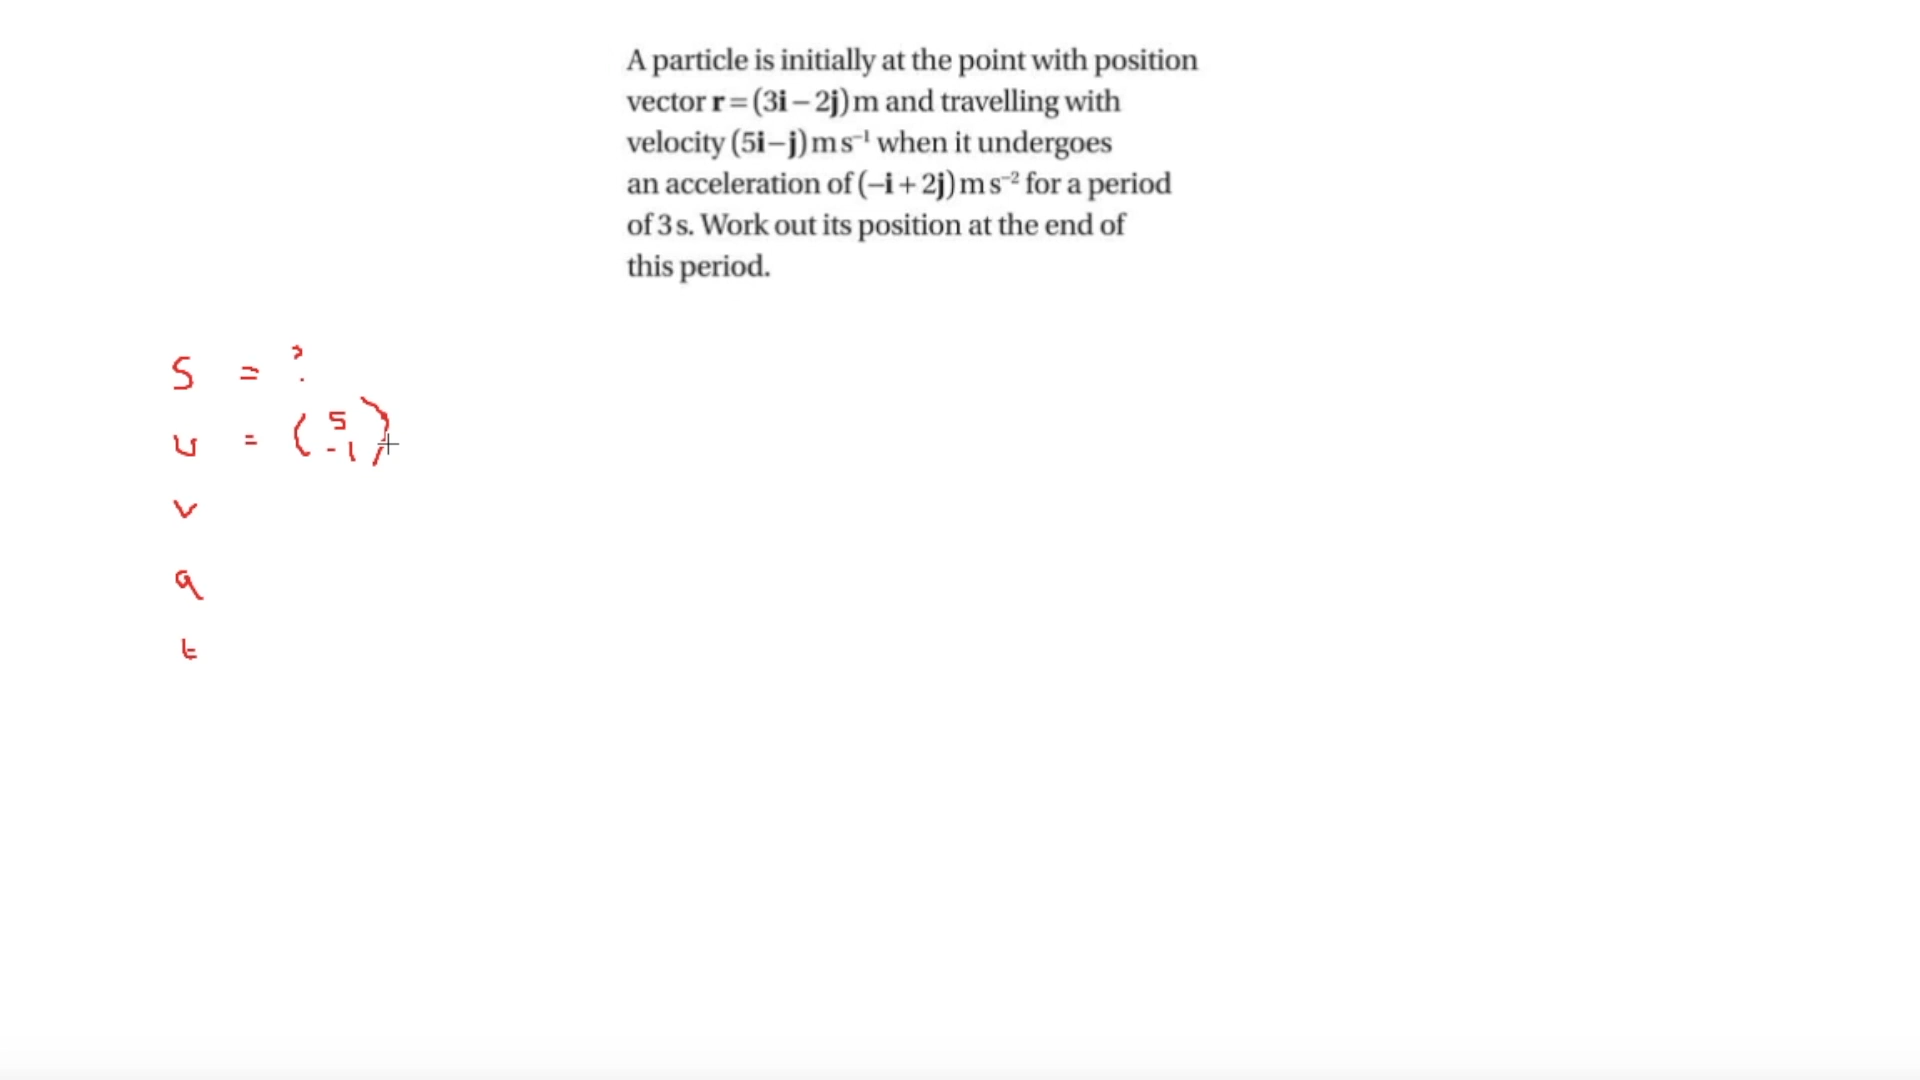 A particle is initially at the point with position
vector r = (3i – 2j) m and travelling with
velocity (5i–j) m s⁻¹ when it undergoes
an acceleration of (–i + 2j) m s⁻² for a period
of 3 s. Work out its position at the end of
this period.
s = ?
u = ( 5
-1 )
v
a
t